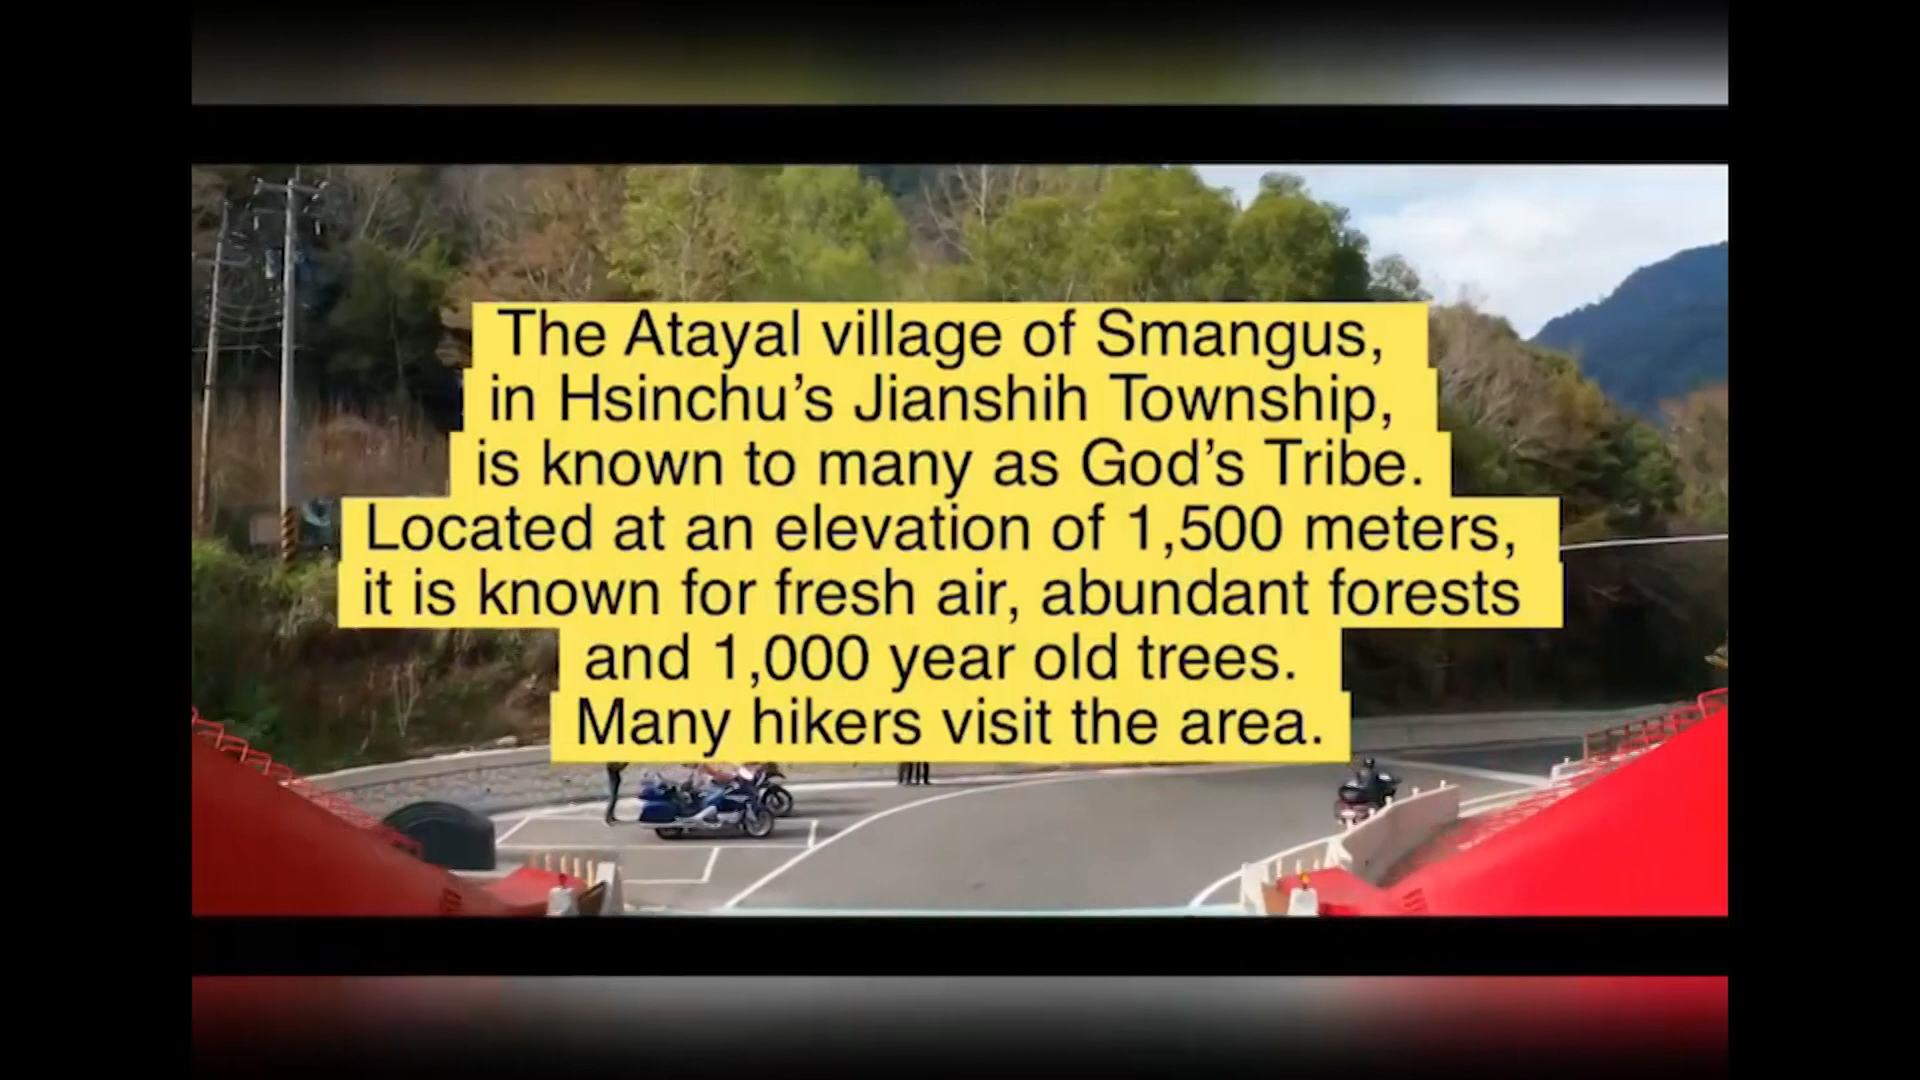 The Atayal village of Smangus,
in Hsinchu’s Jianshih Township,
is known to many as God’s Tribe.
Located at an elevation of 1,500 meters,
it is known for fresh air, abundant forests
and 1,000 year old trees.
Many hikers visit the area.